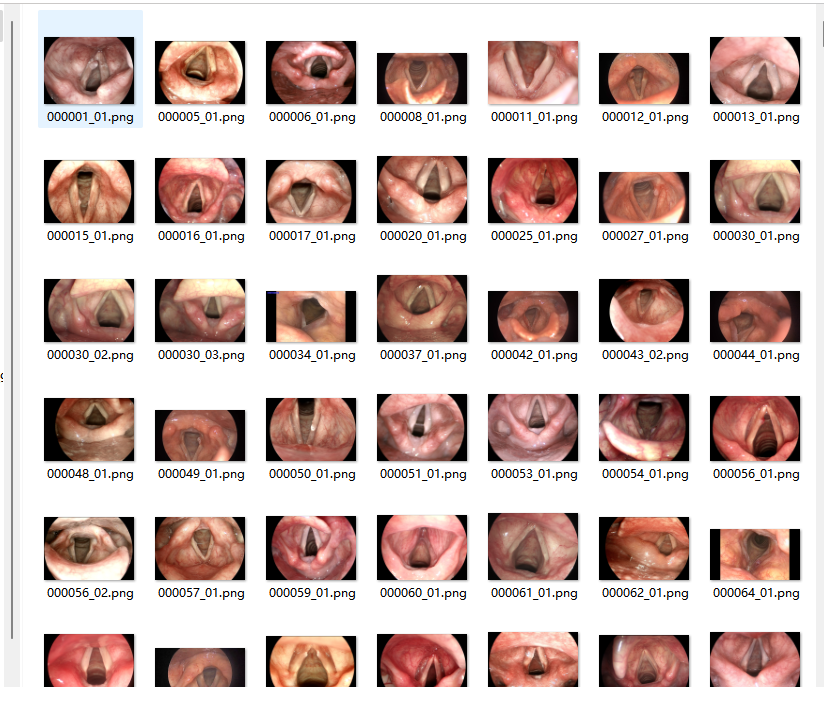 000001_01.png 000005_01.png 000006_01.png 000008_01.png 000011_01.png 000012_01.png 000013_01.png
000015_01.png 000016_01.png 000017_01.png 000020_01.png 000025_01.png 000027_01.png 000030_01.png
000030_02.png 000030_03.png 000034_01.png 000037_01.png 000042_01.png 000043_02.png 000044_01.png
000048_01.png 000049_01.png 000050_01.png 000051_01.png 000053_01.png 000054_01.png 000056_01.png
000056_02.png 000057_01.png 000059_01.png 000060_01.png 000061_01.png 000062_01.png 000064_01.png